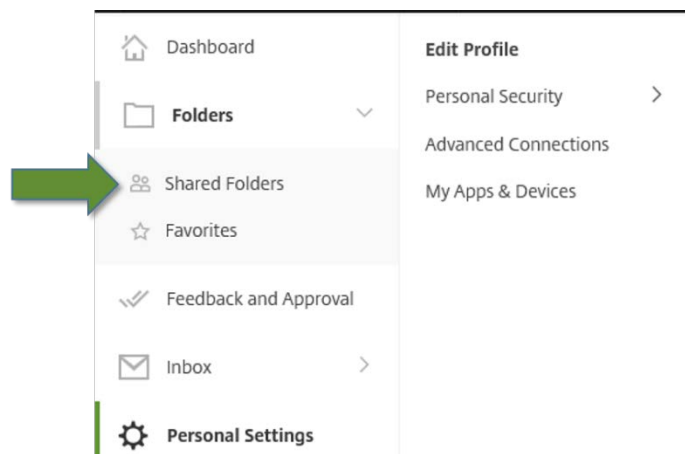 Dashboard
Folders
Shared Folders
Favorites
Feedback and Approval
Inbox
Personal Settings
Edit Profile
Personal Security
Advanced Connections
My Apps & Devices